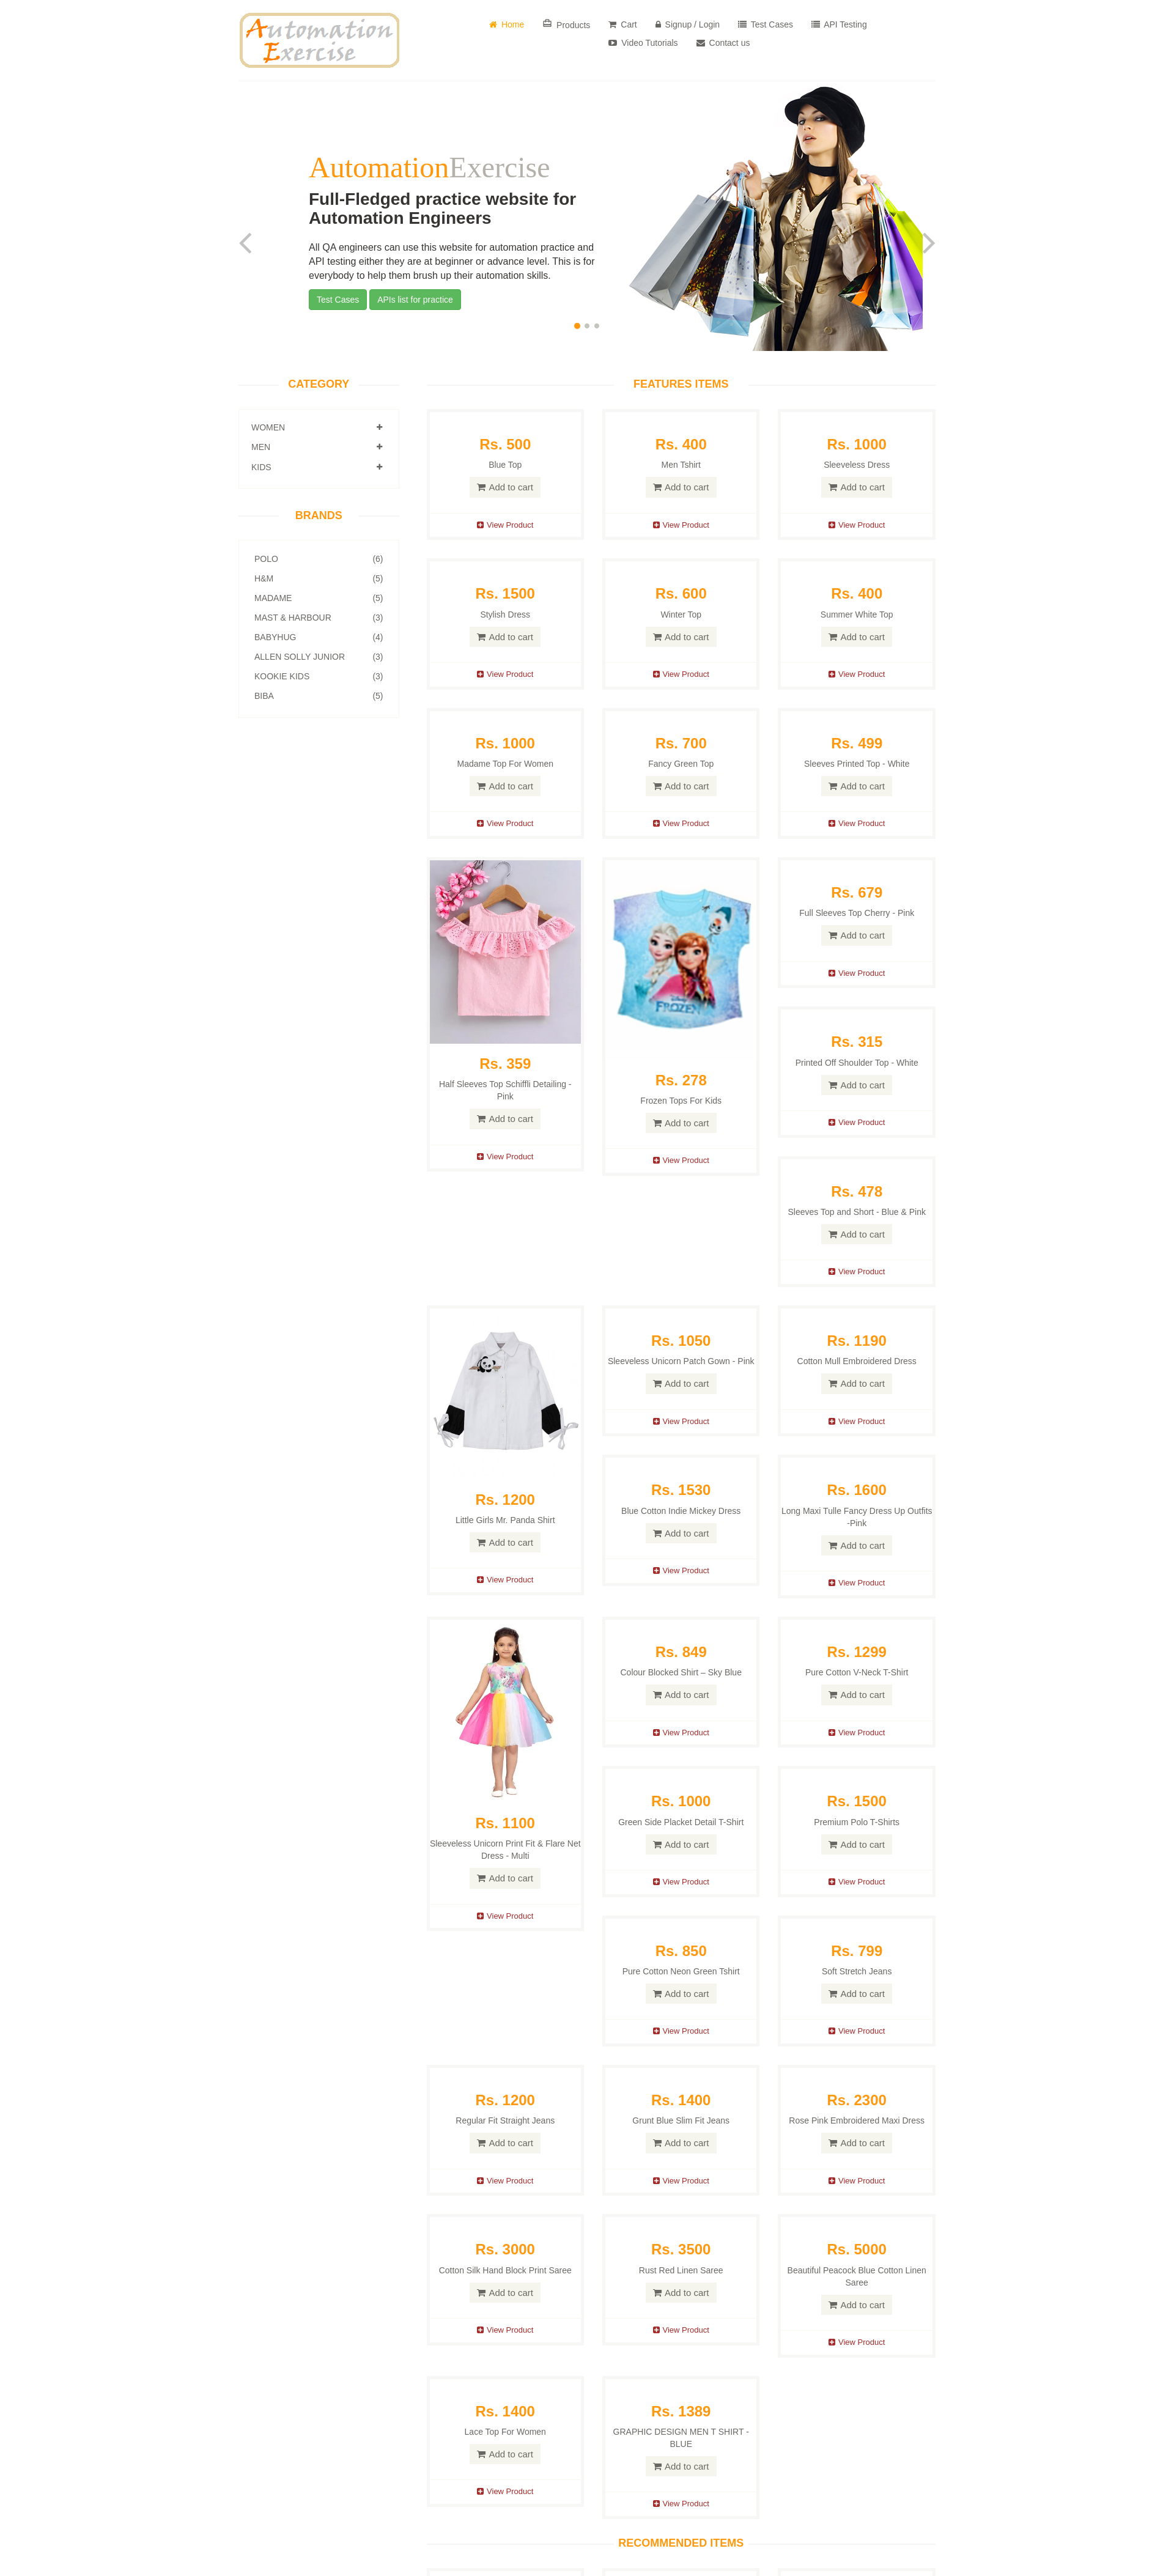 Automation
Exercise
Home
Products
Cart
Signup / Login
Test Cases
API Testing
Video Tutorials
Contact us
AutomationExercise
Full-Fledged practice website for
Automation Engineers
All QA engineers can use this website for automation practice and
API testing either they are at beginner or advance level. This is for
everybody to help them brush up their automation skills.
Test Cases
APIs list for practice
CATEGORY
WOMEN
MEN
KIDS
BRANDS
POLO (6)
H&M (5)
MADAME (5)
MAST & HARBOUR (3)
BABYHUG (4)
ALLEN SOLLY JUNIOR (3)
KOOKIE KIDS (3)
BIBA (5)
FEATURES ITEMS
Rs. 500
Blue Top
Add to cart
View Product
Rs. 400
Men Tshirt
Add to cart
View Product
Rs. 1000
Sleeveless Dress
Add to cart
View Product
Rs. 1500
Stylish Dress
Add to cart
View Product
Rs. 600
Winter Top
Add to cart
View Product
Rs. 400
Summer White Top
Add to cart
View Product
Rs. 1000
Madame Top For Women
Add to cart
View Product
Rs. 700
Fancy Green Top
Add to cart
View Product
Rs. 499
Sleeves Printed Top - White
Add to cart
View Product
Rs. 359
Half Sleeves Top Schiffli Detailing -
Pink
Add to cart
View Product
FROZEN
Rs. 278
Frozen Tops For Kids
Add to cart
View Product
Rs. 679
Full Sleeves Top Cherry - Pink
Add to cart
View Product
Rs. 315
Printed Off Shoulder Top - White
Add to cart
View Product
Rs. 478
Sleeves Top and Short - Blue & Pink
Add to cart
View Product
Rs. 1200
Little Girls Mr. Panda Shirt
Add to cart
View Product
Rs. 1050
Sleeveless Unicorn Patch Gown - Pink
Add to cart
View Product
Rs. 1190
Cotton Mull Embroidered Dress
Add to cart
View Product
Rs. 1530
Blue Cotton Indie Mickey Dress
Add to cart
View Product
Rs. 1600
Long Maxi Tulle Fancy Dress Up Outfits
-Pink
Add to cart
View Product
Rs. 1100
Sleeveless Unicorn Print Fit & Flare Net
Dress - Multi
Add to cart
View Product
Rs. 849
Colour Blocked Shirt – Sky Blue
Add to cart
View Product
Rs. 1299
Pure Cotton V-Neck T-Shirt
Add to cart
View Product
Rs. 1000
Green Side Placket Detail T-Shirt
Add to cart
View Product
Rs. 1500
Premium Polo T-Shirts
Add to cart
View Product
Rs. 850
Pure Cotton Neon Green Tshirt
Add to cart
View Product
Rs. 799
Soft Stretch Jeans
Add to cart
View Product
Rs. 1200
Regular Fit Straight Jeans
Add to cart
View Product
Rs. 1400
Grunt Blue Slim Fit Jeans
Add to cart
View Product
Rs. 2300
Rose Pink Embroidered Maxi Dress
Add to cart
View Product
Rs. 3000
Cotton Silk Hand Block Print Saree
Add to cart
View Product
Rs. 3500
Rust Red Linen Saree
Add to cart
View Product
Rs. 5000
Beautiful Peacock Blue Cotton Linen
Saree
Add to cart
View Product
Rs. 1400
Lace Top For Women
Add to cart
View Product
Rs. 1389
GRAPHIC DESIGN MEN T SHIRT -
BLUE
Add to cart
View Product
RECOMMENDED ITEMS